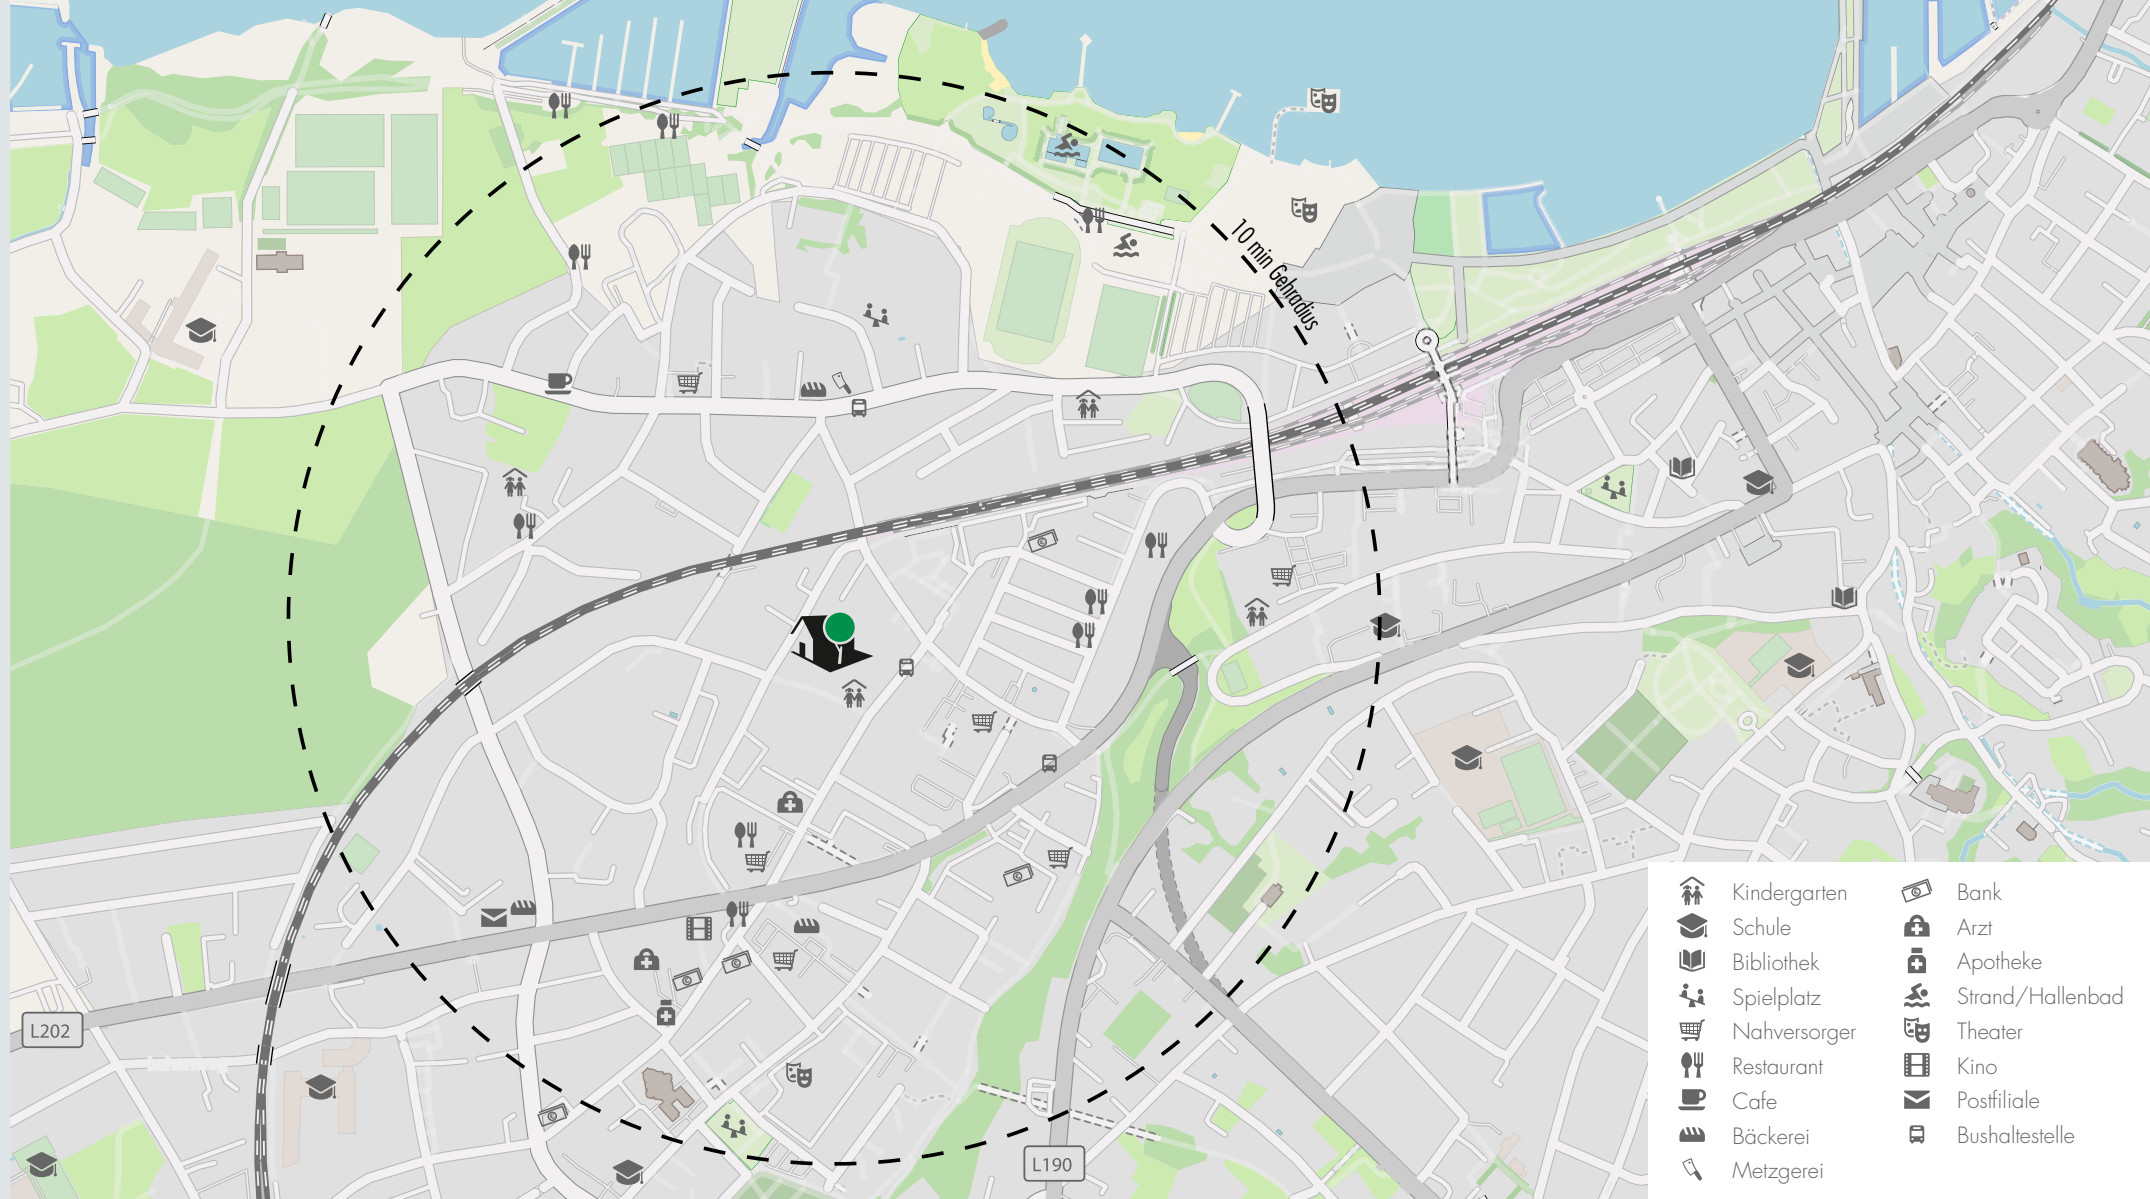 10 min Gehradius
L202
L190
Kindergarten
Schule
Bibliothek
Spielplatz
Nahversorger
Restaurant
Cafe
Bäckerei
Metzgerei
Bank
Arzt
Apotheke
Strand/Hallenbad
Theater
Kino
Postfiliale
Bushaltestelle